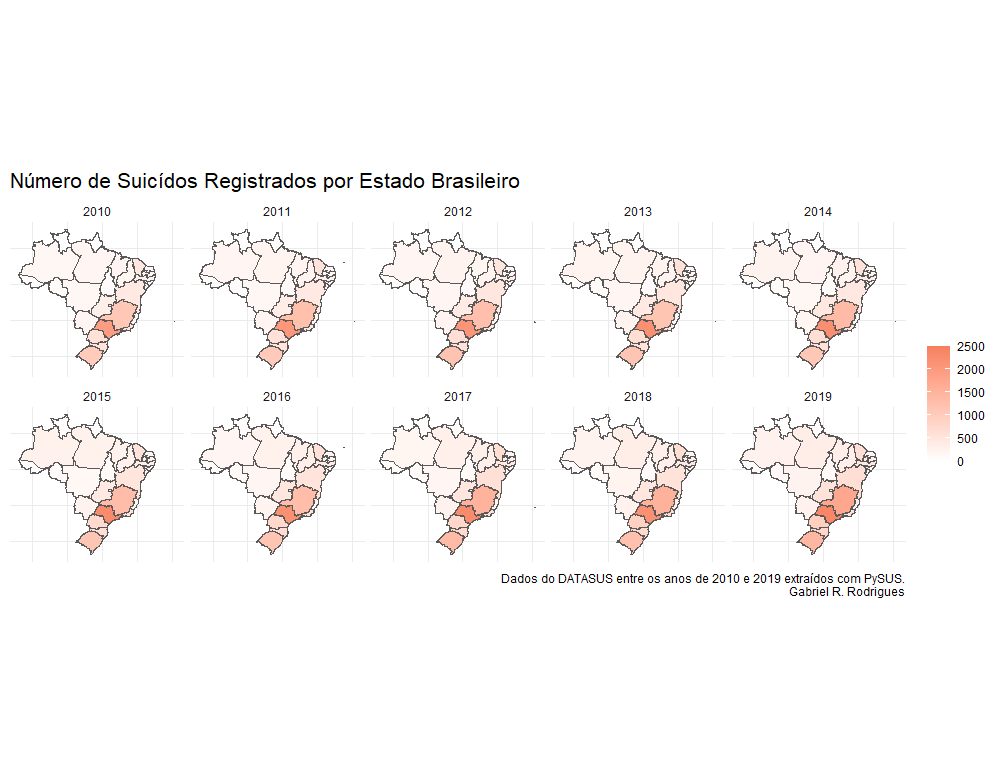 Número de Suicídos Registrados por Estado Brasileiro
2010 2011 2012 2013 2014
2015 2016 2017 2018 2019
2500
2000
1500
1000
500
0
Dados do DATASUS entre os anos de 2010 e 2019 extraídos com PySUS.
Gabriel R. Rodrigues